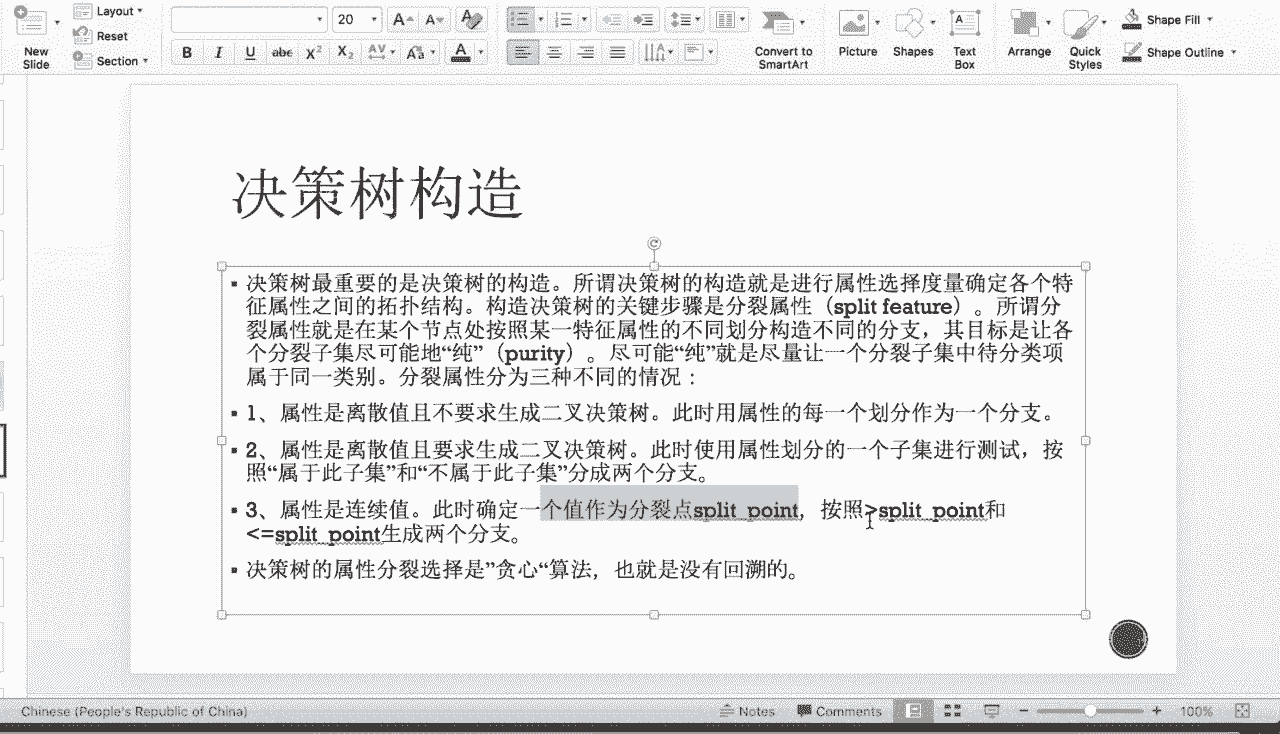 Layout
20
A A A
Reset
New
Slide
Section
B I U abc X² X₂ AV Aa A
Convert to
SmartArt
Picture
Shapes
Text
Box
Arrange
Quick
Styles
Shape Fill
Shape Outline
决策树构造
▪ 决策树最重要的是决策树的构造。所谓决策树的构造就是进行属性选择度量确定各个特
征属性之间的拓扑结构。构造决策树的关键步骤是分裂属性（split feature）。所谓分
裂属性就是在某个节点处按照某一特征属性的不同划分构造不同的分支，其目标是让各
个分裂子集尽可能地“纯”（purity）。尽可能“纯”就是尽量让一个分裂子集中待分类项
属于同一类别。分裂属性分为三种不同的情况：
▪ 1、属性是离散值且不要求生成二叉决策树。此时用属性的每一个划分作为一个分支。
▪ 2、属性是离散值且要求生成二叉决策树。此时使用属性划分的一个子集进行测试，按
照“属于此子集”和“不属于此子集”分成两个分支。
▪ 3、属性是连续值。此时确定一个值作为分裂点split_point，按照>split_point和
<=split_point生成两个分支。
▪ 决策树的属性分裂选择是”贪心“算法，也就是没有回溯的。
Chinese (People's Republic of China)
Notes
Comments
100%